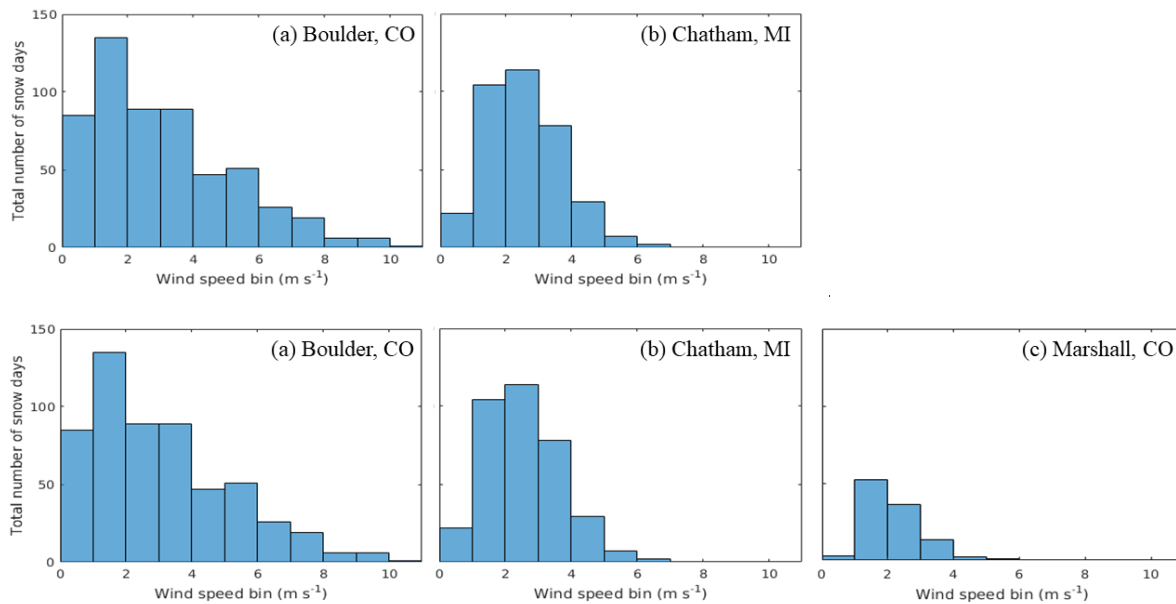 150
100
50
0
Total number of snow days
(a) Boulder, CO
0 2 4 6 8 10
Wind speed bin (m s⁻¹)
(b) Chatham, MI
0 2 4 6 8 10
Wind speed bin (m s⁻¹)
150
100
50
0
Total number of snow days
(a) Boulder, CO
0 2 4 6 8 10
Wind speed bin (m s⁻¹)
(b) Chatham, MI
0 2 4 6 8 10
Wind speed bin (m s⁻¹)
(c) Marshall, CO
0 2 4 6 8 10
Wind speed bin (m s⁻¹)